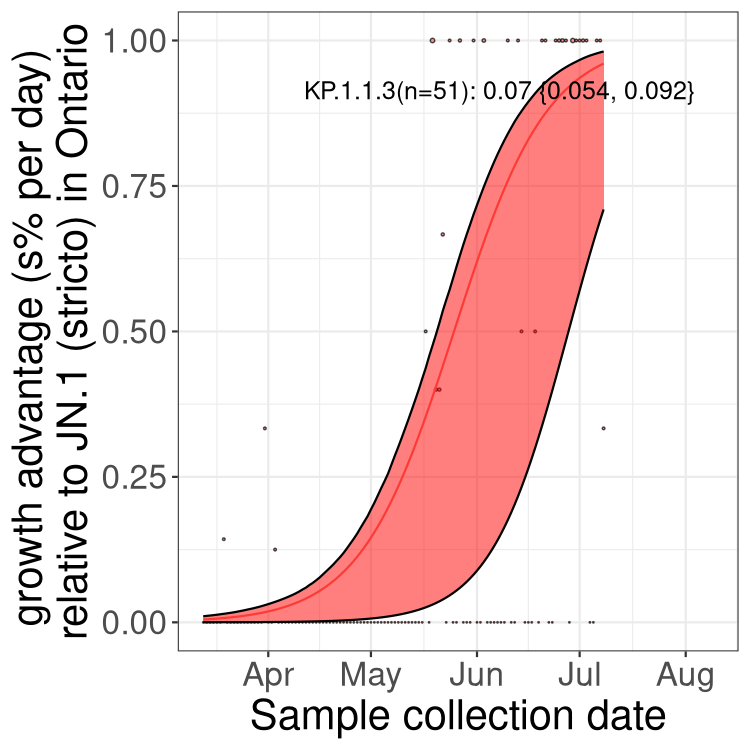 growth advantage (s% per day)
relative to JN.1 (stricto) in Ontario
1.00
0.75
0.50
0.25
0.00
KP.1.1.3(n=51): 0.07 {0.054, 0.092}
Apr May Jun Jul Aug
Sample collection date